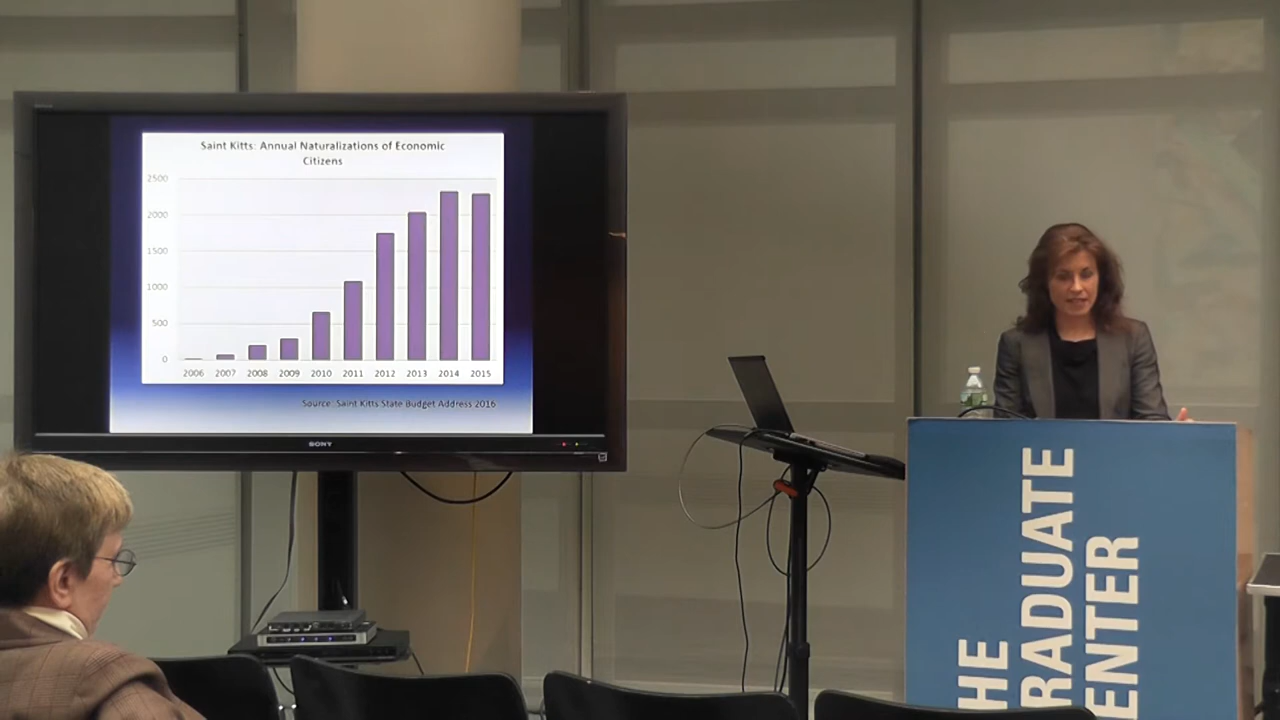 Saint Kitts: Annual Naturalizations of Economic
Citizens
2500
2000
1500
1000
500
0
2006 2007 2008 2009 2010 2011 2012 2013 2014 2015
Source: Saint Kitts State Budget Address 2016
SONY
THE
GRADUATE
CENTER